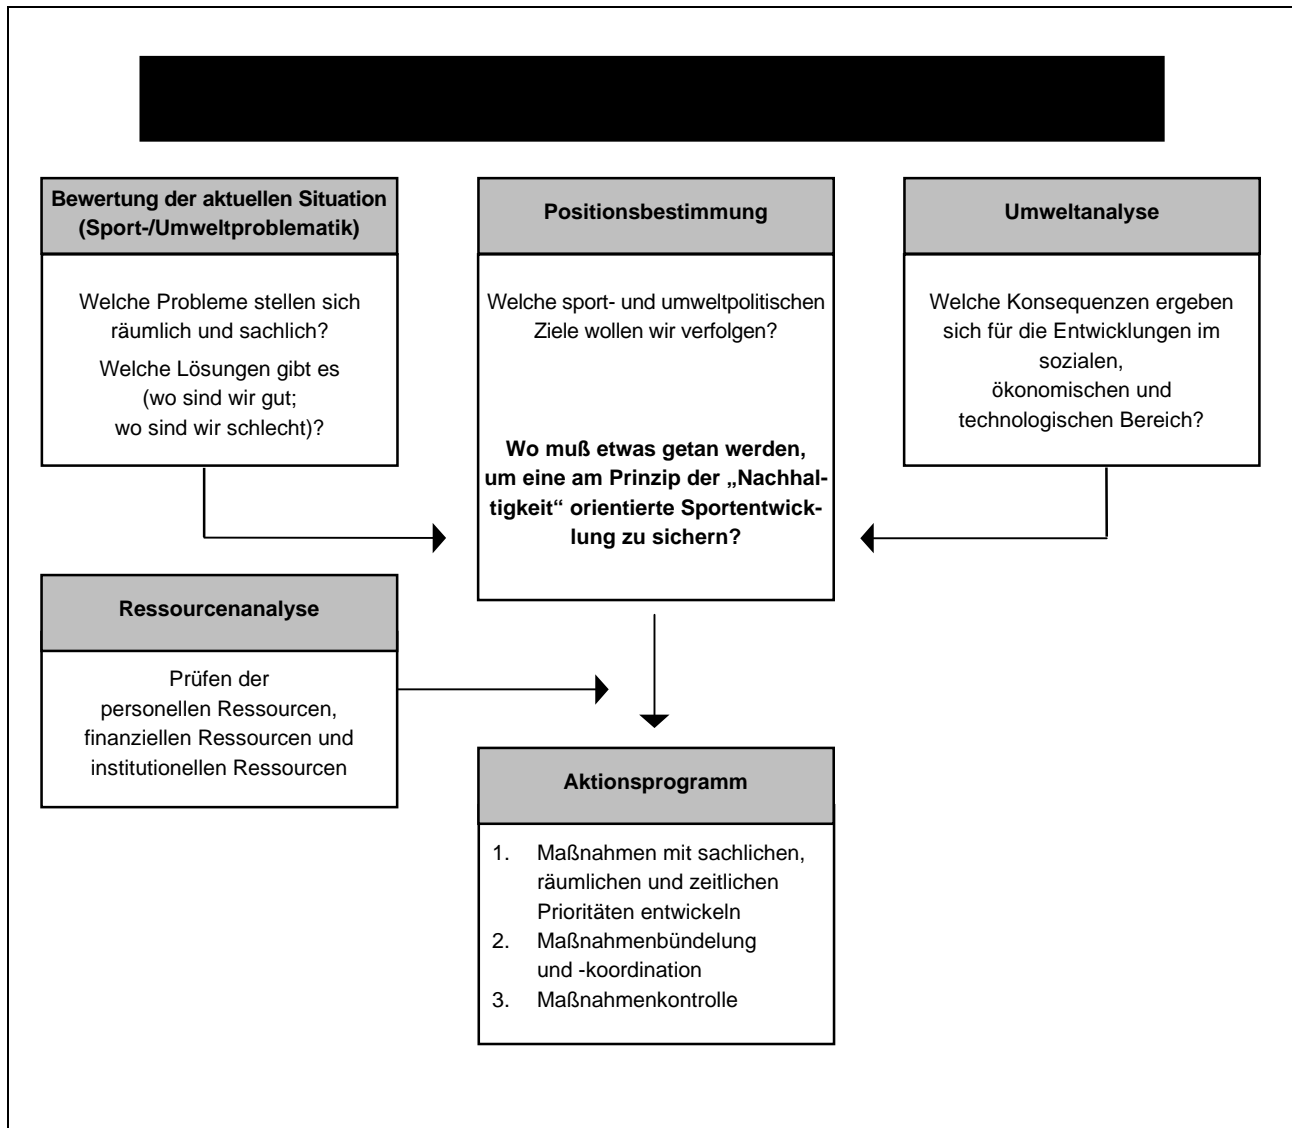 Bewertung der aktuellen Situation
(Sport-/Umweltproblematik)
Welche Probleme stellen sich
räumlich und sachlich?
Welche Lösungen gibt es
(wo sind wir gut;
wo sind wir schlecht)?
Positionsbestimmung
Welche sport- und umweltpolitischen
Ziele wollen wir verfolgen?
Wo muß etwas getan werden,
um eine am Prinzip der „Nachhal-
tigkeit“ orientierte Sportentwick-
lung zu sichern?
Umweltanalyse
Welche Konsequenzen ergeben
sich für die Entwicklungen im
sozialen,
ökonomischen und
technologischen Bereich?
Ressourcenanalyse
Prüfen der
personellen Ressourcen,
finanziellen Ressourcen und
institutionellen Ressourcen
Aktionsprogramm
1. Maßnahmen mit sachlichen,
räumlichen und zeitlichen
Prioritäten entwickeln
2. Maßnahmenbündelung
und -koordination
3. Maßnahmenkontrolle